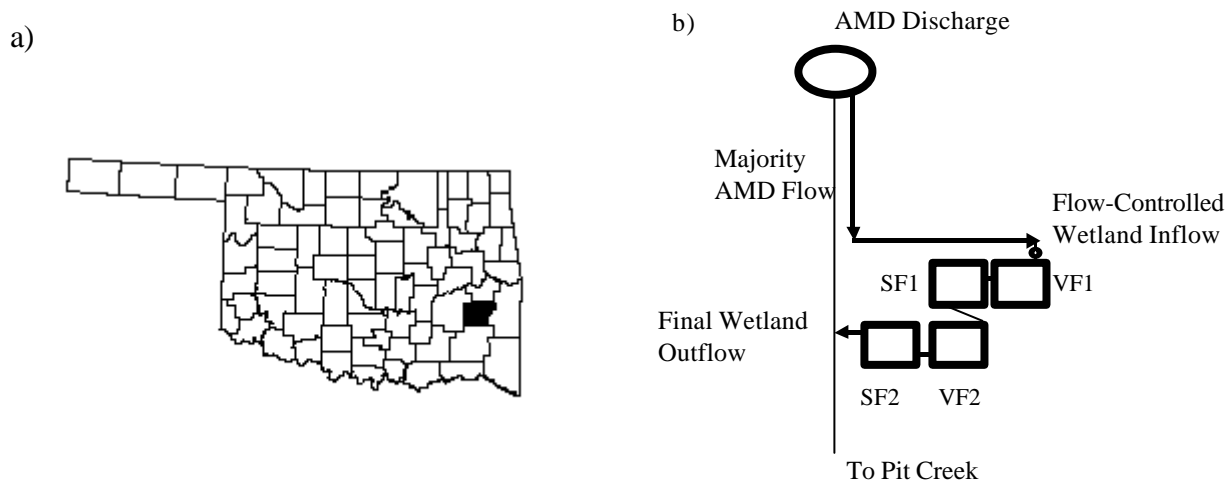 a)
b)
AMD Discharge
Majority
AMD Flow
Flow-Controlled
Wetland Inflow
SF1
VF1
Final Wetland
Outflow
SF2
VF2
To Pit Creek